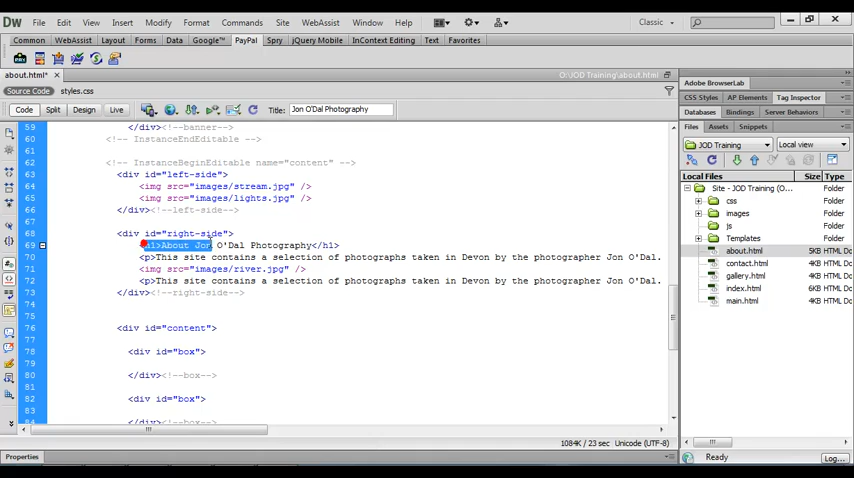 DW File Edit View Insert Modify Format Commands Site WebAssist Window Help Classic
Common WebAssist Layout Forms Data Google™ PayPal Spry jQuery Mobile InContext Editing Text Favorites
about.html* × O:\JOD Training\about.html
Source Code styles.css
Code Split Design Live Title: Jon O'Dal Photography
59 </div><!--banner-->
60 <!-- InstanceEndEditable -->
61
62 <!-- InstanceBeginEditable name="content" -->
63 <div id="left-side">
64 <img src="images/stream.jpg" />
65 <img src="images/lights.jpg" />
66 </div><!--left-side-->
67
68 <div id="right-side">
69 <h1>About Jon O'Dal Photography</h1>
70 <p>This site contains a selection of photographs taken in Devon by the photographer Jon O'Dal.
71 <img src="images/river.jpg" />
72 <p>This site contains a selection of photographs taken in Devon by the photographer Jon O'Dal.
73 </div><!--right-side-->
74
75
76 <div id="content">
77
78 <div id="box">
79
80 </div><!--box-->
81
82 <div id="box">
83
84 </div><!--box-->
1084K / 23 sec Unicode (UTF-8)
Properties
Adobe BrowserLab
CSS Styles AP Elements Tag Inspector
Databases Bindings Server Behaviors
Files Assets Snippets
JOD Training Local view
Local Files Size Type
Site - JOD Training (O... Folder
css Folder
images Folder
js Folder
Templates Folder
about.html 5KB HTML Do
contact.html 4KB HTML Do
gallery.html 4KB HTML Do
index.html 6KB HTML Do
main.html 4KB HTML Do
Ready Log...